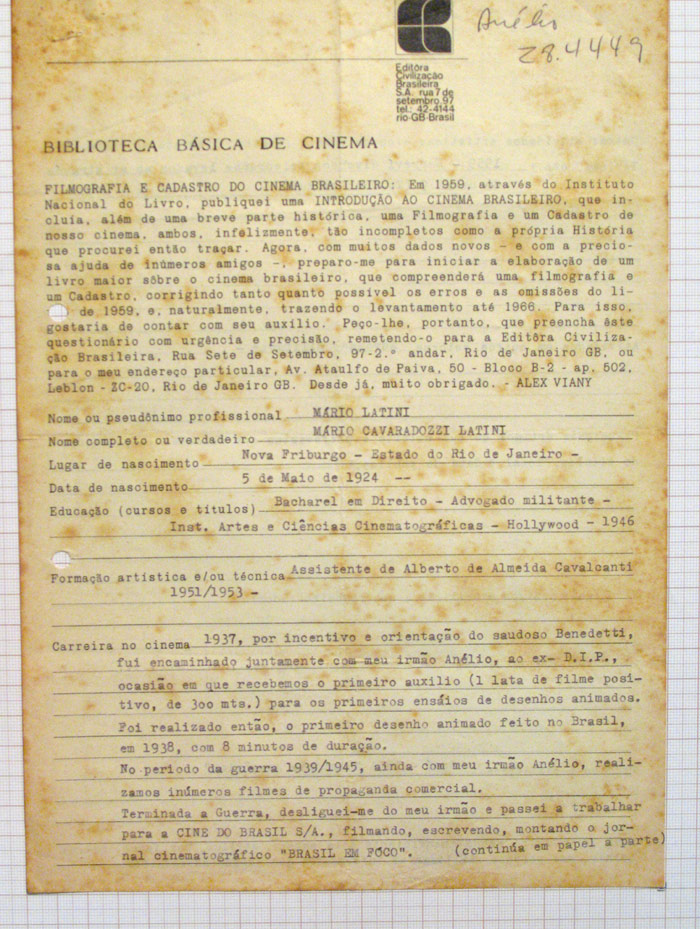 Anélio
28.4449
Editôra
Civilização
Brasileira
S.A. rua 7 de
setembro, 97
tel.: 42-4144
rio-GB-Brasil
BIBLIOTECA BÁSICA DE CINEMA
FILMOGRAFIA E CADASTRO DO CINEMA BRASILEIRO: Em 1959, através do Instituto
Nacional do Livro, publiquei uma INTRODUÇÃO AO CINEMA BRASILEIRO, que in-
cluia, além de uma breve parte histórica, uma Filmografia e um Cadastro de
nosso cinema, ambos, infelizmente, tão incompletos como a própria História
que procurei então traçar. Agora, com muitos dados novos - e com a precio-
sa ajuda de inúmeros amigos -, preparo-me para iniciar a elaboração de um
livro maior sôbre o cinema brasileiro, que compreenderá uma filmografia e
um Cadastro, corrigindo tanto quanto possivel os erros e as omissões do li-
de 1959, e, naturalmente, trazendo o levantamento até 1966. Para isso,
gostaria de contar com seu auxilio. Peço-lhe, portanto, que preencha êste
questionário com urgência e precisão, remetendo-o para a Editôra Civiliza-
ção Brasileira, Rua Sete de Setembro, 97-2.º andar, Rio de Janeiro GB, ou
para o meu endereço particular, Av. Ataulfo de Paiva, 50 - Bloco B-2 - ap. 502,
Leblon - ZC-20, Rio de Janeiro GB. Desde já, muito obrigado. - ALEX VIANY
Nome ou pseudônimo profissional MÁRIO LATINI
Nome completo ou verdadeiro MÁRIO CAVARADOZZI LATINI
Lugar de nascimento Nova Friburgo - Estado do Rio de Janeiro -
Data de nascimento 5 de Maio de 1924 --
Educação (cursos e títulos) Bacharel em Direito - Advogado militante -
Inst. Artes e Ciências Cinematográficas - Hollywood - 1946
Formação artística e/ou técnica Assistente de Alberto de Almeida Cavalcanti
1951/1953 -
Carreira no cinema 1937, por incentivo e orientação do saudoso Benedetti,
fui encaminhado juntamente com meu irmão Anélio, ao ex- D.I.P.,
ocasião em que recebemos o primeiro auxilio (1 lata de filme posi-
tivo, de 3oo mts.) para os primeiros ensáios de desenhos animados.
Foi realizado então, o primeiro desenho animado feito no Brasil,
em 1938, com 8 minutos de duração.
No periodo da guerra 1939/1945, ainda com meu irmão Anélio, reali-
zamos inúmeros filmes de propaganda comercial.
Terminada a Guerra, desliguei-me do meu irmão e passei a trabalhar
para a CINE DO BRASIL S/A., filmando, escrevendo, montando o jor-
nal cinematográfico "BRASIL EM FÓCO". (continúa em papel a parte)